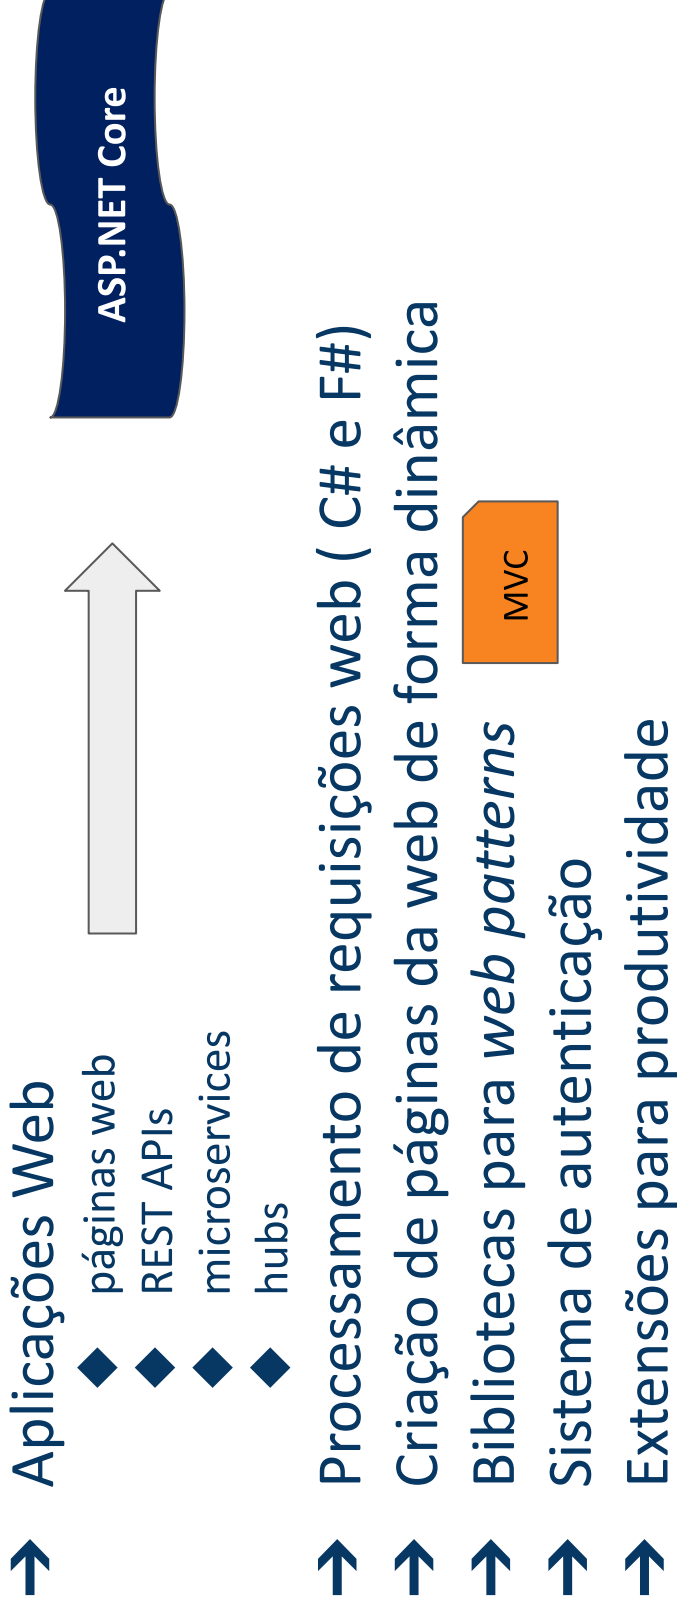 Aplicações Web
páginas web
REST APIs
microservices
hubs
ASP.NET Core
Processamento de requisições web ( C# e F#)
Criação de páginas da web de forma dinâmica
Bibliotecas para web patterns
MVC
Sistema de autenticação
Extensões para produtividade